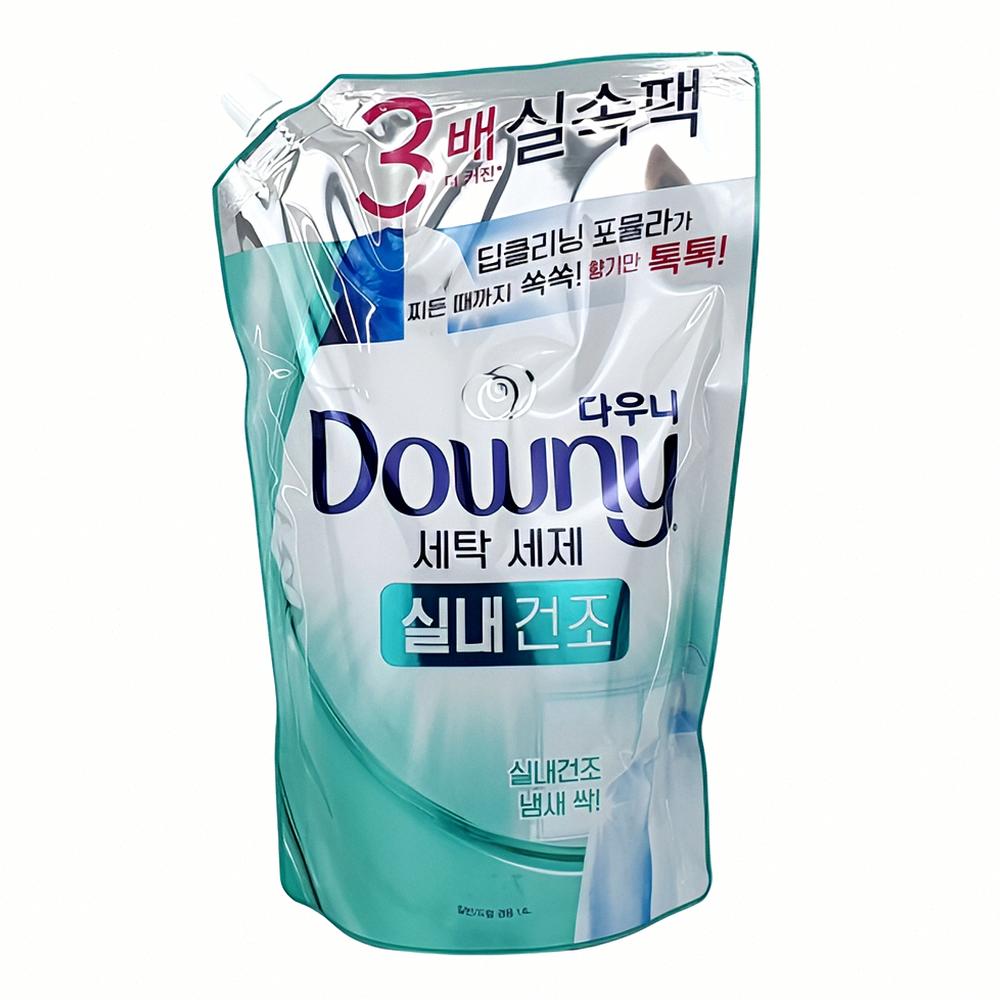 3배 실속팩
더 커진*
딥클리닝 포뮬라가
찌든 때까지 쏙쏙! 향기만 톡톡!
다우니
Downy
세탁 세제
실내건조
실내건조
냄새 싹!